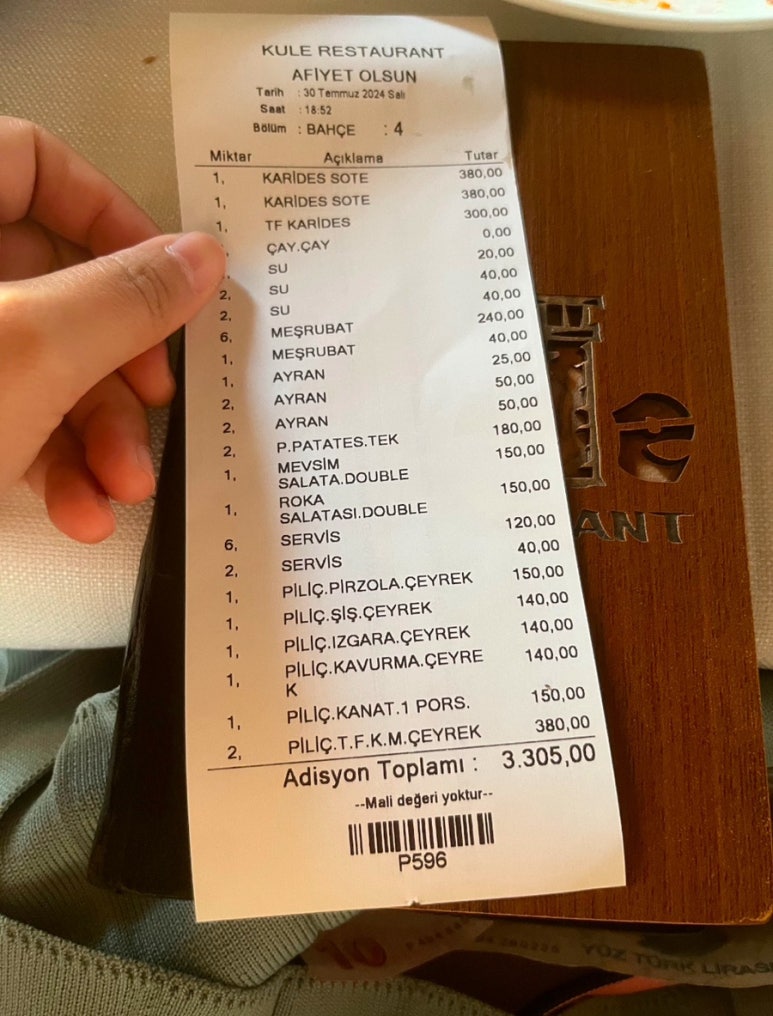 KULE RESTAURANT
AFİYET OLSUN
Tarih : 30 Temmuz 2024 Salı
Saat : 18:52
Bölüm : BAHÇE : 4
Miktar Açıklama Tutar
1, KARİDES SOTE 380,00
1, KARİDES SOTE 380,00
1, TF KARİDES 300,00
ÇAY.ÇAY 0,00
SU 20,00
2, SU 40,00
2, SU 40,00
6, MEŞRUBAT 240,00
1, MEŞRUBAT 40,00
1, AYRAN 25,00
2, AYRAN 50,00
2, AYRAN 50,00
2, P.PATATES.TEK 180,00
1, MEVSİM
SALATA.DOUBLE 150,00
1, ROKA
SALATASI.DOUBLE 150,00
6, SERVİS 120,00
2, SERVİS 40,00
1, PİLİÇ.PİRZOLA.ÇEYREK 150,00
1, PİLİÇ.ŞİŞ.ÇEYREK 140,00
1, PİLİÇ.IZGARA.ÇEYREK 140,00
1, PİLİÇ.KAVURMA.ÇEYRE
K 140,00
1, PİLİÇ.KANAT.1 PORS. 150,00
2, PİLİÇ.T.F.K.M.ÇEYREK 380,00
Adisyon Toplamı : 3.305,00
--Mali değeri yoktur--
P596
ANT
YÜZ TÜRK LİRASI